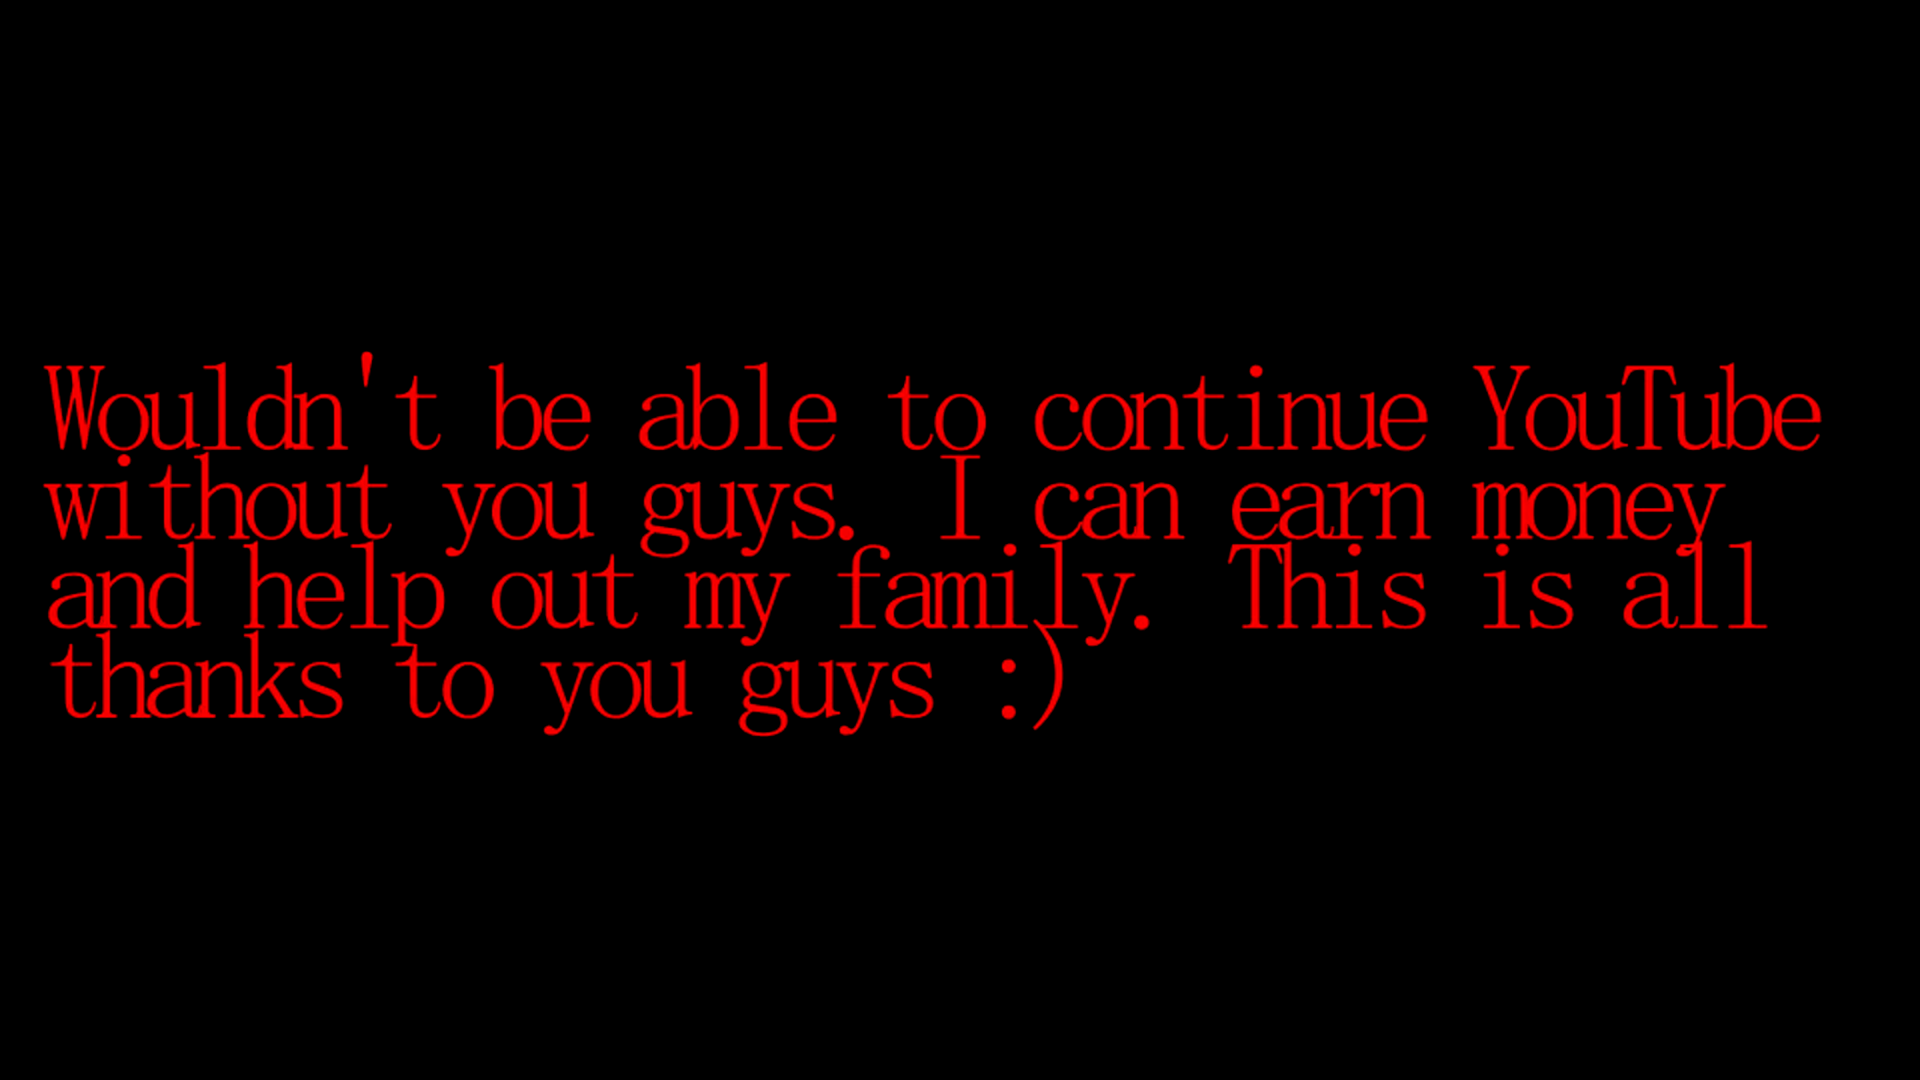 Wouldn't be able to continue YouTube
without you guys. I can earn money
and help out my family. This is all
thanks to you guys :)